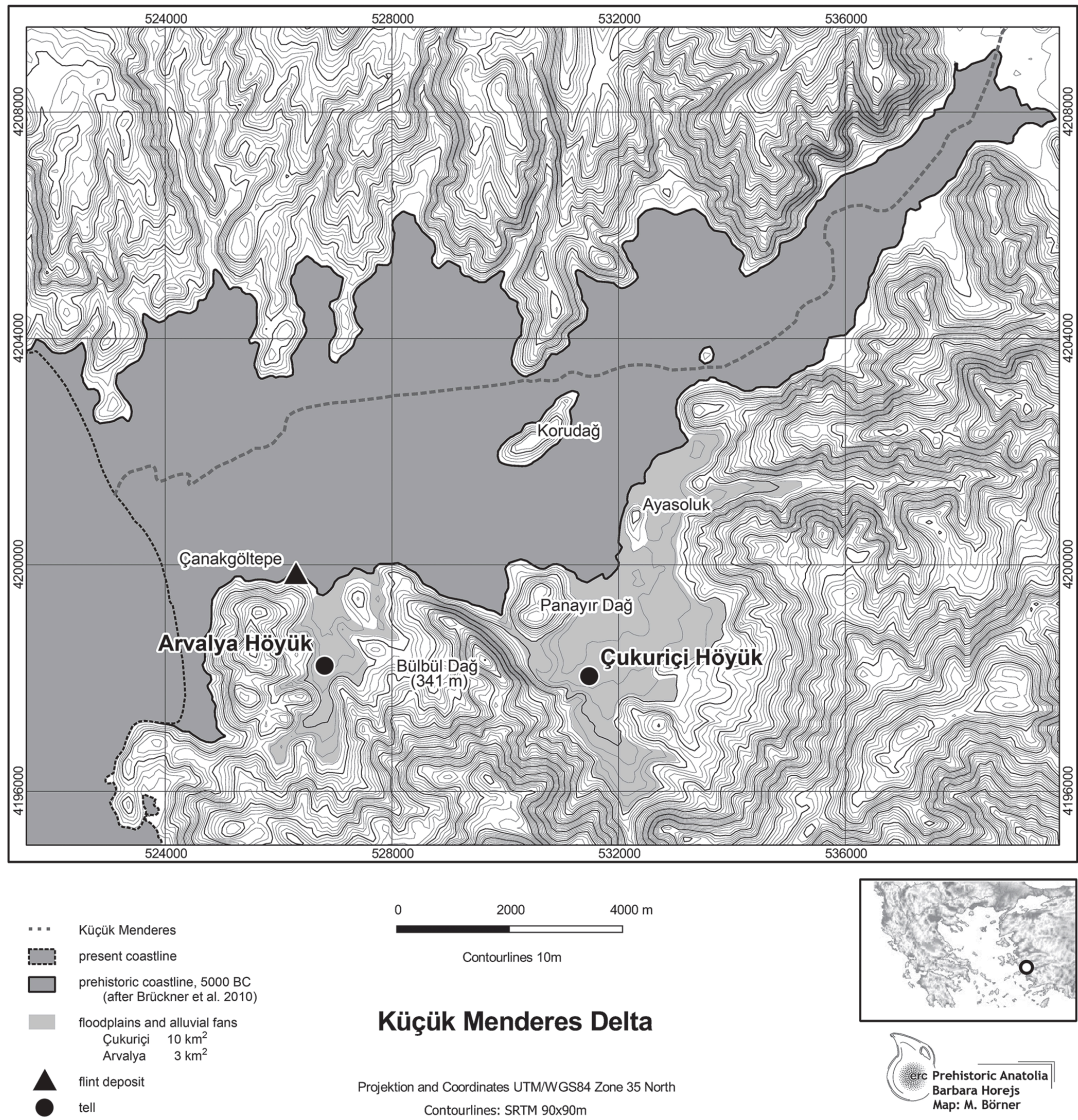 524000 528000 532000 536000
4208000 4208000
4204000 4204000
Korudağ
Ayasoluk
Çanakgöltepe
4200000 4200000
Panayır Dağ
Arvalya Höyük
Çukuriçi Höyük
Bülbül Dağ
(341 m)
4196000 4196000
524000 528000 532000 536000
Küçük Menderes
present coastline
prehistoric coastline, 5000 BC
(after Brückner et al. 2010)
floodplains and alluvial fans
Çukuriçi 10 km²
Arvalya 3 km²
flint deposit
tell
0 2000 4000 m
Contourlines 10m
Küçük Menderes Delta
Projektion and Coordinates UTM/WGS84 Zone 35 North
Contourlines: SRTM 90x90m
erc Prehistoric Anatolia
Barbara Horejs
Map: M. Börner